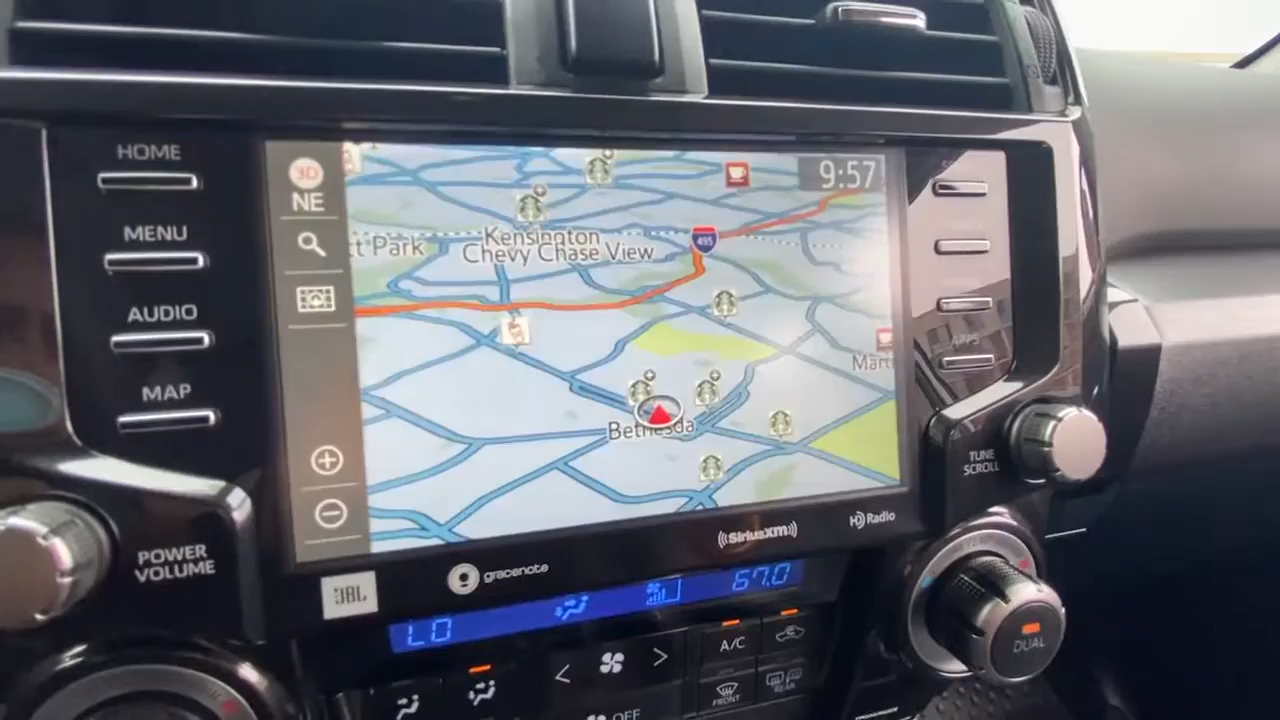 HOME
MENU
AUDIO
MAP
POWER
VOLUME
3D
NE
9:57
t Park
Kensington
Chevy Chase View
495
Bethesda
APPS
TUNE
SCROLL
JBL
gracenote
SiriusXM
HD Radio
LO
67.0
A/C
FRONT
REAR
OFF
DUAL